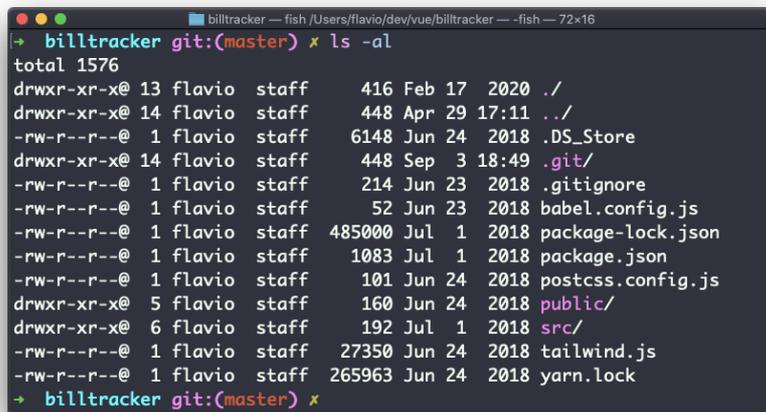 billtracker — fish /Users/flavio/dev/vue/billtracker — -fish — 72×16
[➜  billtracker git:(master) ✗ ls -al
total 1576
drwxr-xr-x@ 13 flavio  staff     416 Feb 17  2020 ./
drwxr-xr-x@ 14 flavio  staff     448 Apr 29 17:11 ../
-rw-r--r--@  1 flavio  staff    6148 Jun 24  2018 .DS_Store
drwxr-xr-x@ 14 flavio  staff     448 Sep  3 18:49 .git/
-rw-r--r--@  1 flavio  staff     214 Jun 23  2018 .gitignore
-rw-r--r--@  1 flavio  staff      52 Jun 23  2018 babel.config.js
-rw-r--r--@  1 flavio  staff  485000 Jul  1  2018 package-lock.json
-rw-r--r--@  1 flavio  staff    1083 Jul  1  2018 package.json
-rw-r--r--@  1 flavio  staff     101 Jun 24  2018 postcss.config.js
drwxr-xr-x@  5 flavio  staff     160 Jun 24  2018 public/
drwxr-xr-x@  6 flavio  staff     192 Jul  1  2018 src/
-rw-r--r--@  1 flavio  staff   27350 Jun 24  2018 tailwind.js
-rw-r--r--@  1 flavio  staff  265963 Jun 24  2018 yarn.lock
➜  billtracker git:(master) ✗